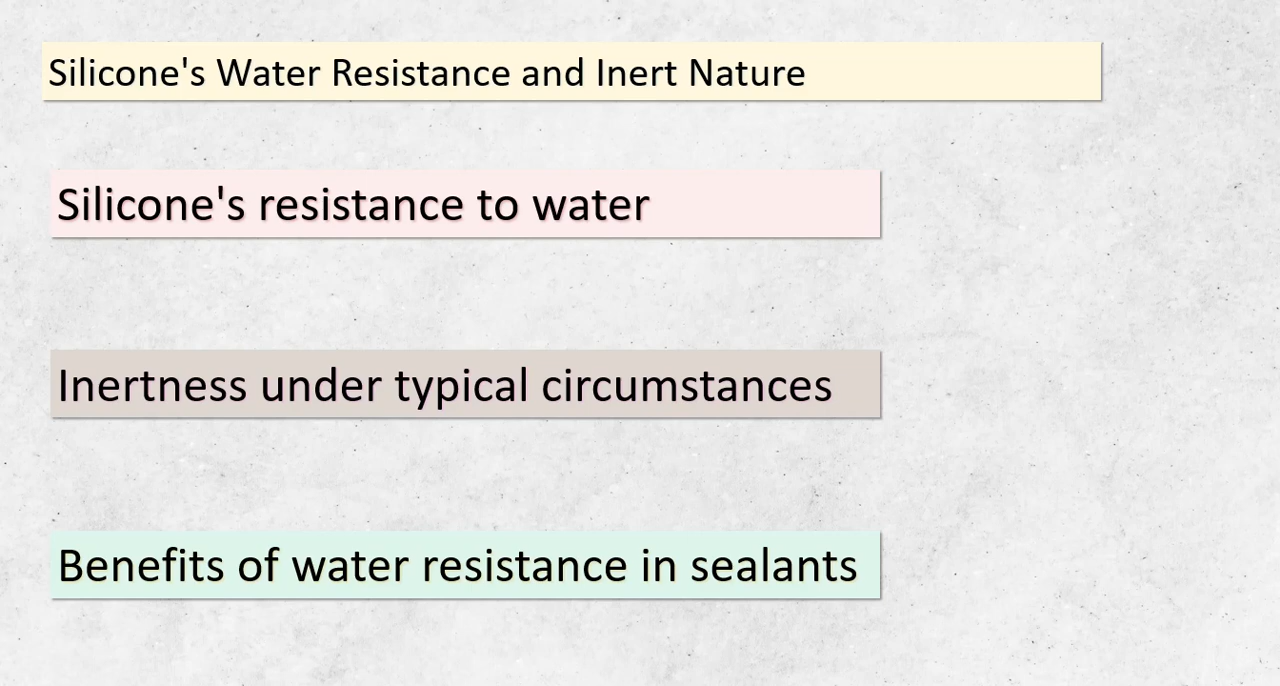 Silicone's Water Resistance and Inert Nature
Silicone's resistance to water
Inertness under typical circumstances
Benefits of water resistance in sealants